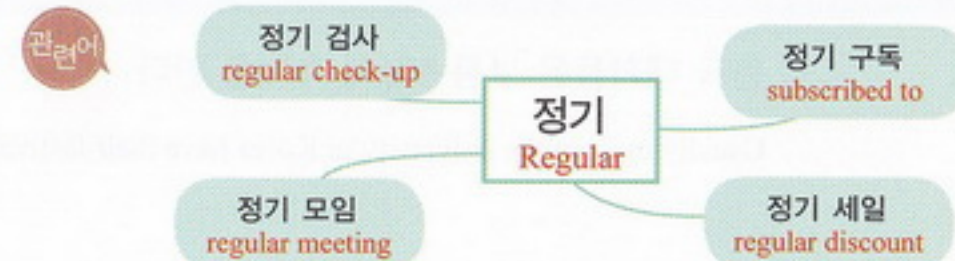 관련어
정기 검사
regular check-up
정기 구독
subscribed to
정기
Regular
정기 모임
regular meeting
정기 세일
regular discount